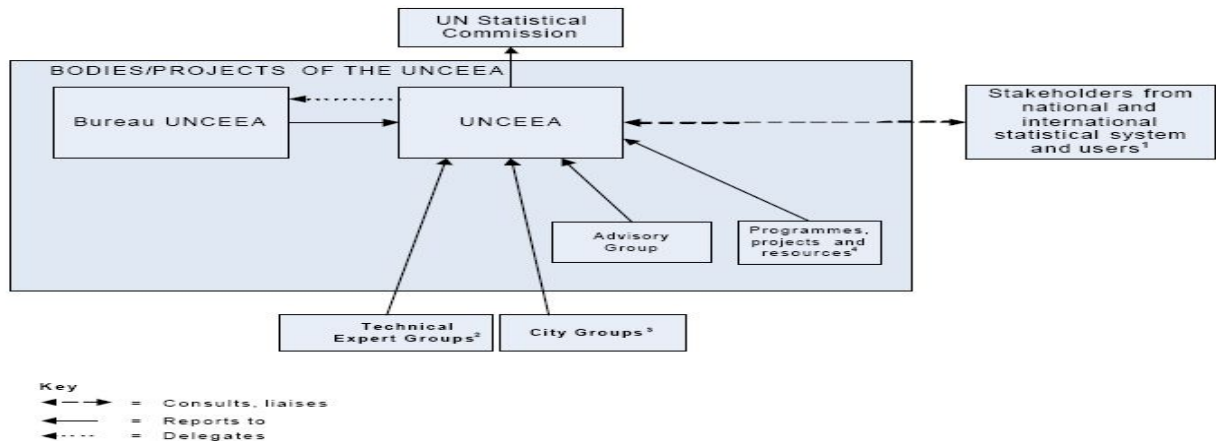 UN Statistical
Commission
BODIES/PROJECTS OF THE UNCEEA
Bureau UNCEEA
UNCEEA
Stakeholders from
national and
international
statistical system
and users¹
Advisory
Group
Programmes,
projects and
resources⁴
Technical
Expert Groups²
City Groups³
Key
= Consults, liaises
= Reports to
= Delegates